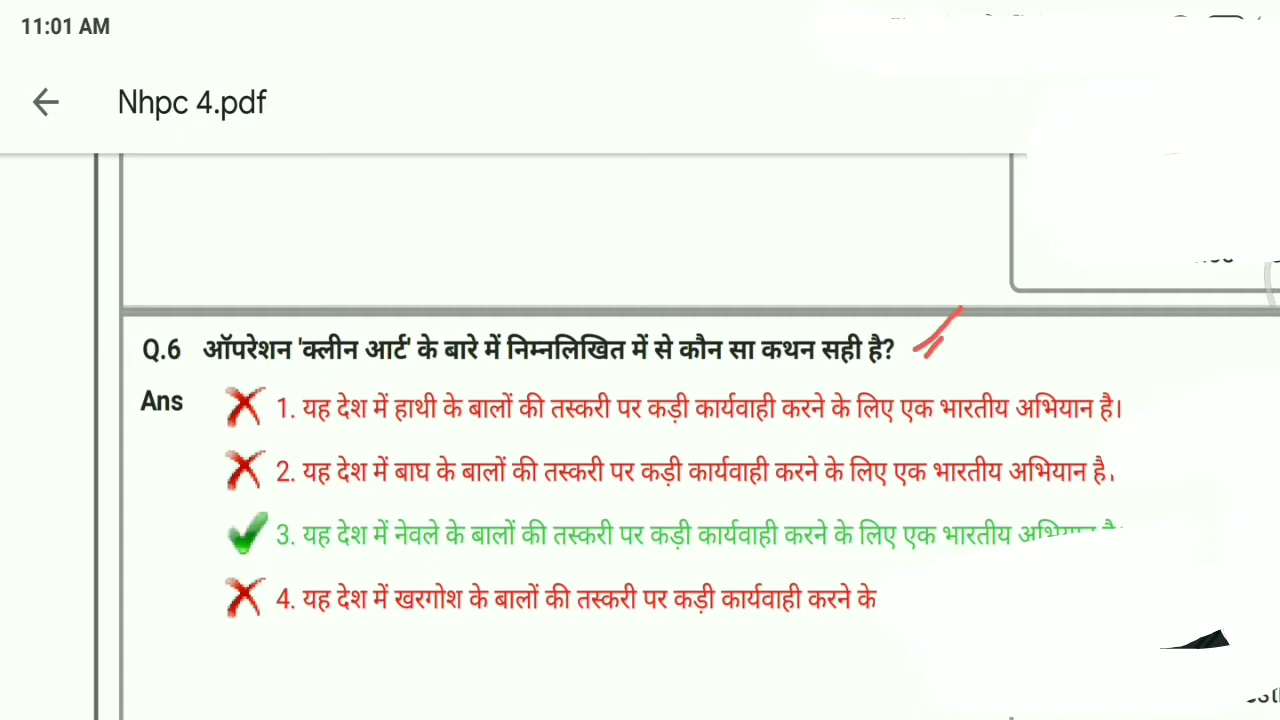 11:01 AM
Nhpc 4.pdf
Q.6 ऑपरेशन 'क्लीन आर्ट' के बारे में निम्नलिखित में से कौन सा कथन सही है?
Ans 1. यह देश में हाथी के बालों की तस्करी पर कड़ी कार्यवाही करने के लिए एक भारतीय अभियान है।
2. यह देश में बाघ के बालों की तस्करी पर कड़ी कार्यवाही करने के लिए एक भारतीय अभियान है.
3. यह देश में नेवले के बालों की तस्करी पर कड़ी कार्यवाही करने के लिए एक भारतीय
4. यह देश में खरगोश के बालों की तस्करी पर कड़ी कार्यवाही करने के